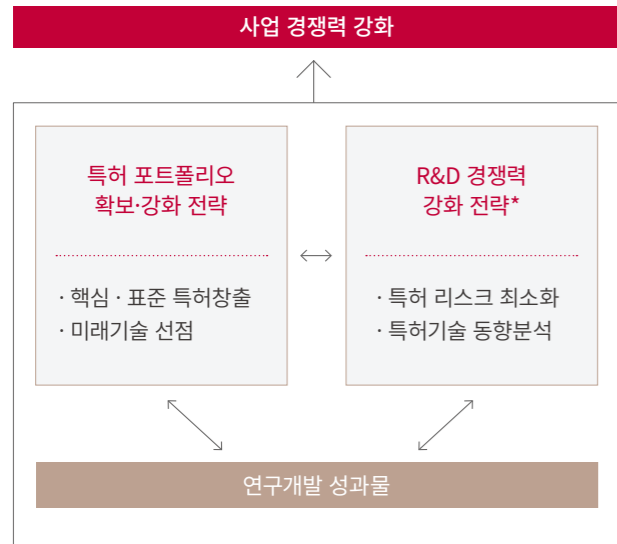 사업 경쟁력 강화
특허 포트폴리오
확보·강화 전략
· 핵심 · 표준 특허창출
· 미래기술 선점
R&D 경쟁력
강화 전략*
· 특허 리스크 최소화
· 특허기술 동향분석
연구개발 성과물